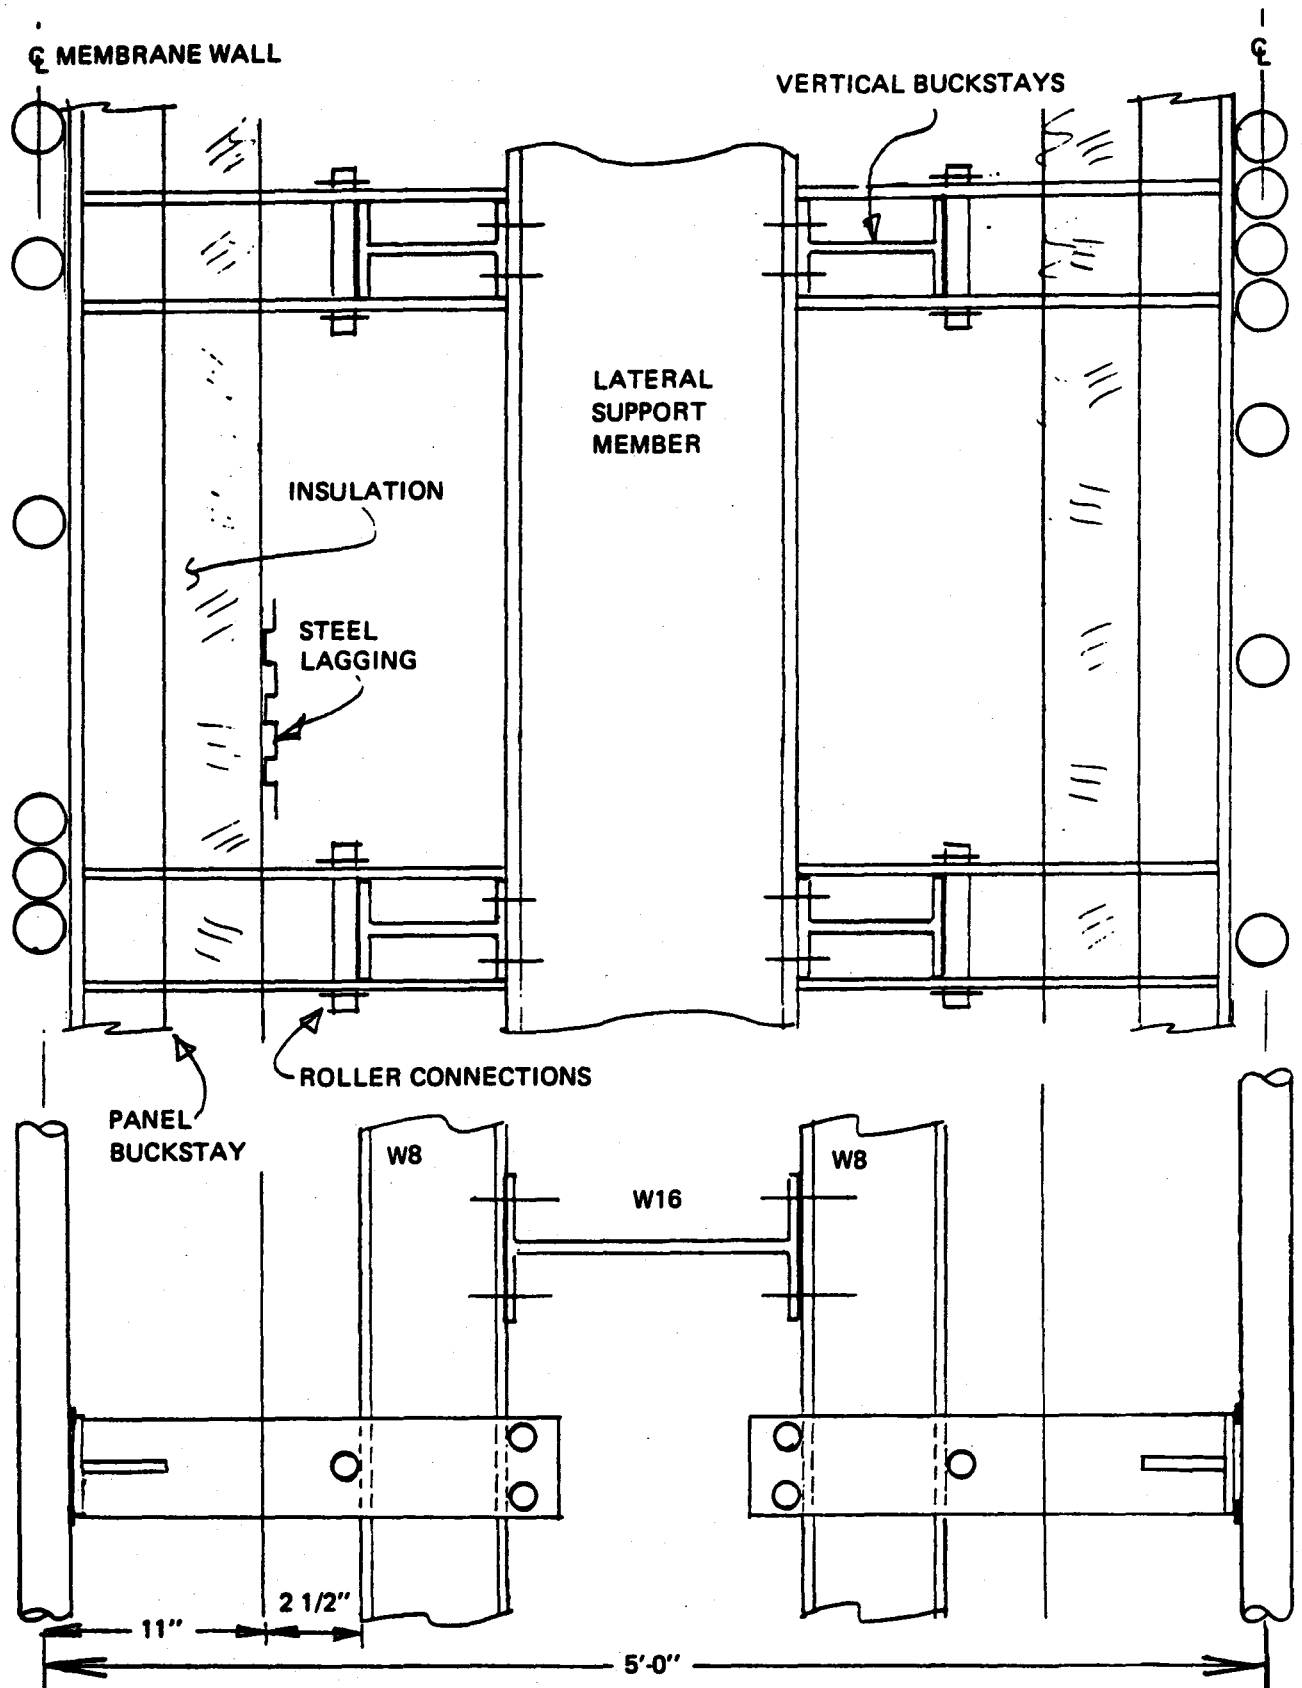 ℄ MEMBRANE WALL
℄
VERTICAL BUCKSTAYS
LATERAL
SUPPORT
MEMBER
INSULATION
STEEL
LAGGING
ROLLER CONNECTIONS
PANEL
BUCKSTAY
W8
W16
W8
2 1/2"
11"
5'-0"